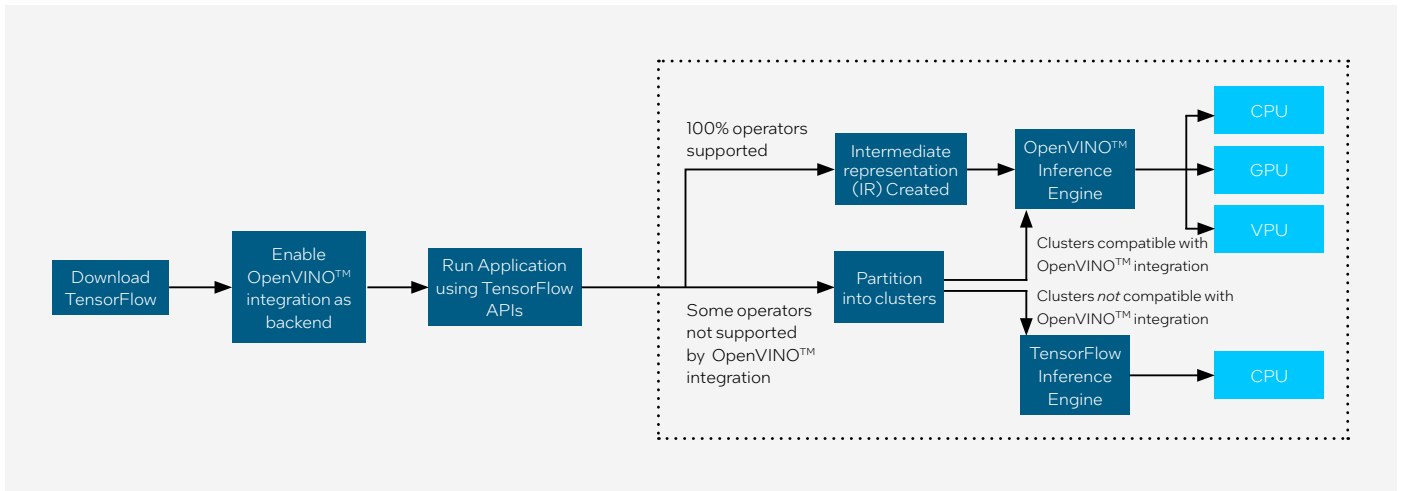 Download
TensorFlow
Enable
OpenVINO™
integration as
backend
Run Application
using TensorFlow
APIs
100% operators
supported
Intermediate
representation
(IR) Created
OpenVINO™
Inference
Engine
CPU
GPU
VPU
Some operators
not supported
by OpenVINO™
integration
Partition
into clusters
Clusters compatible with
OpenVINO™ integration
Clusters not compatible with
OpenVINO™ integration
TensorFlow
Inference
Engine
CPU